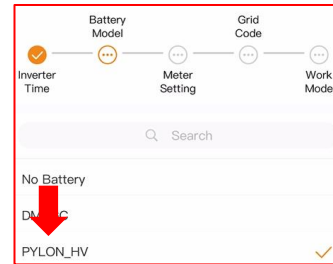 Battery Model
Grid Code
Inverter Time
Meter Setting
Work Mode
Search
No Battery
PYLON_HV